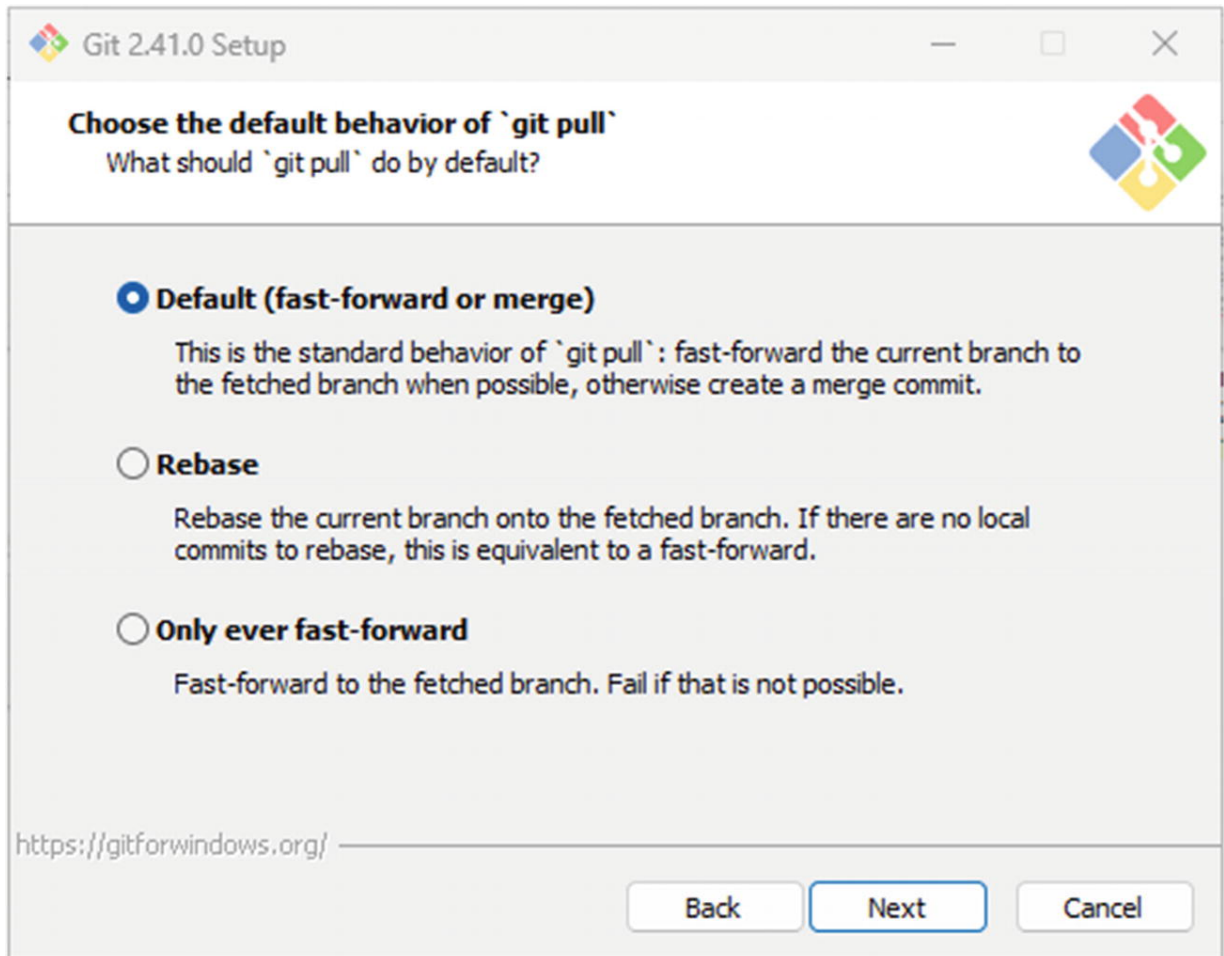 Git 2.41.0 Setup
Choose the default behavior of `git pull`
What should `git pull` do by default?
Default (fast-forward or merge)
This is the standard behavior of `git pull`: fast-forward the current branch to
the fetched branch when possible, otherwise create a merge commit.
Rebase
Rebase the current branch onto the fetched branch. If there are no local
commits to rebase, this is equivalent to a fast-forward.
Only ever fast-forward
Fast-forward to the fetched branch. Fail if that is not possible.
https://gitforwindows.org/
Back Next Cancel